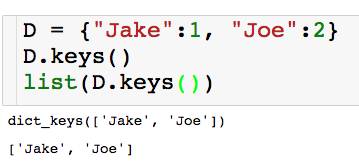 D = {"Jake":1, "Joe":2}
D.keys()
list(D.keys())
dict_keys(['Jake', 'Joe'])
['Jake', 'Joe']